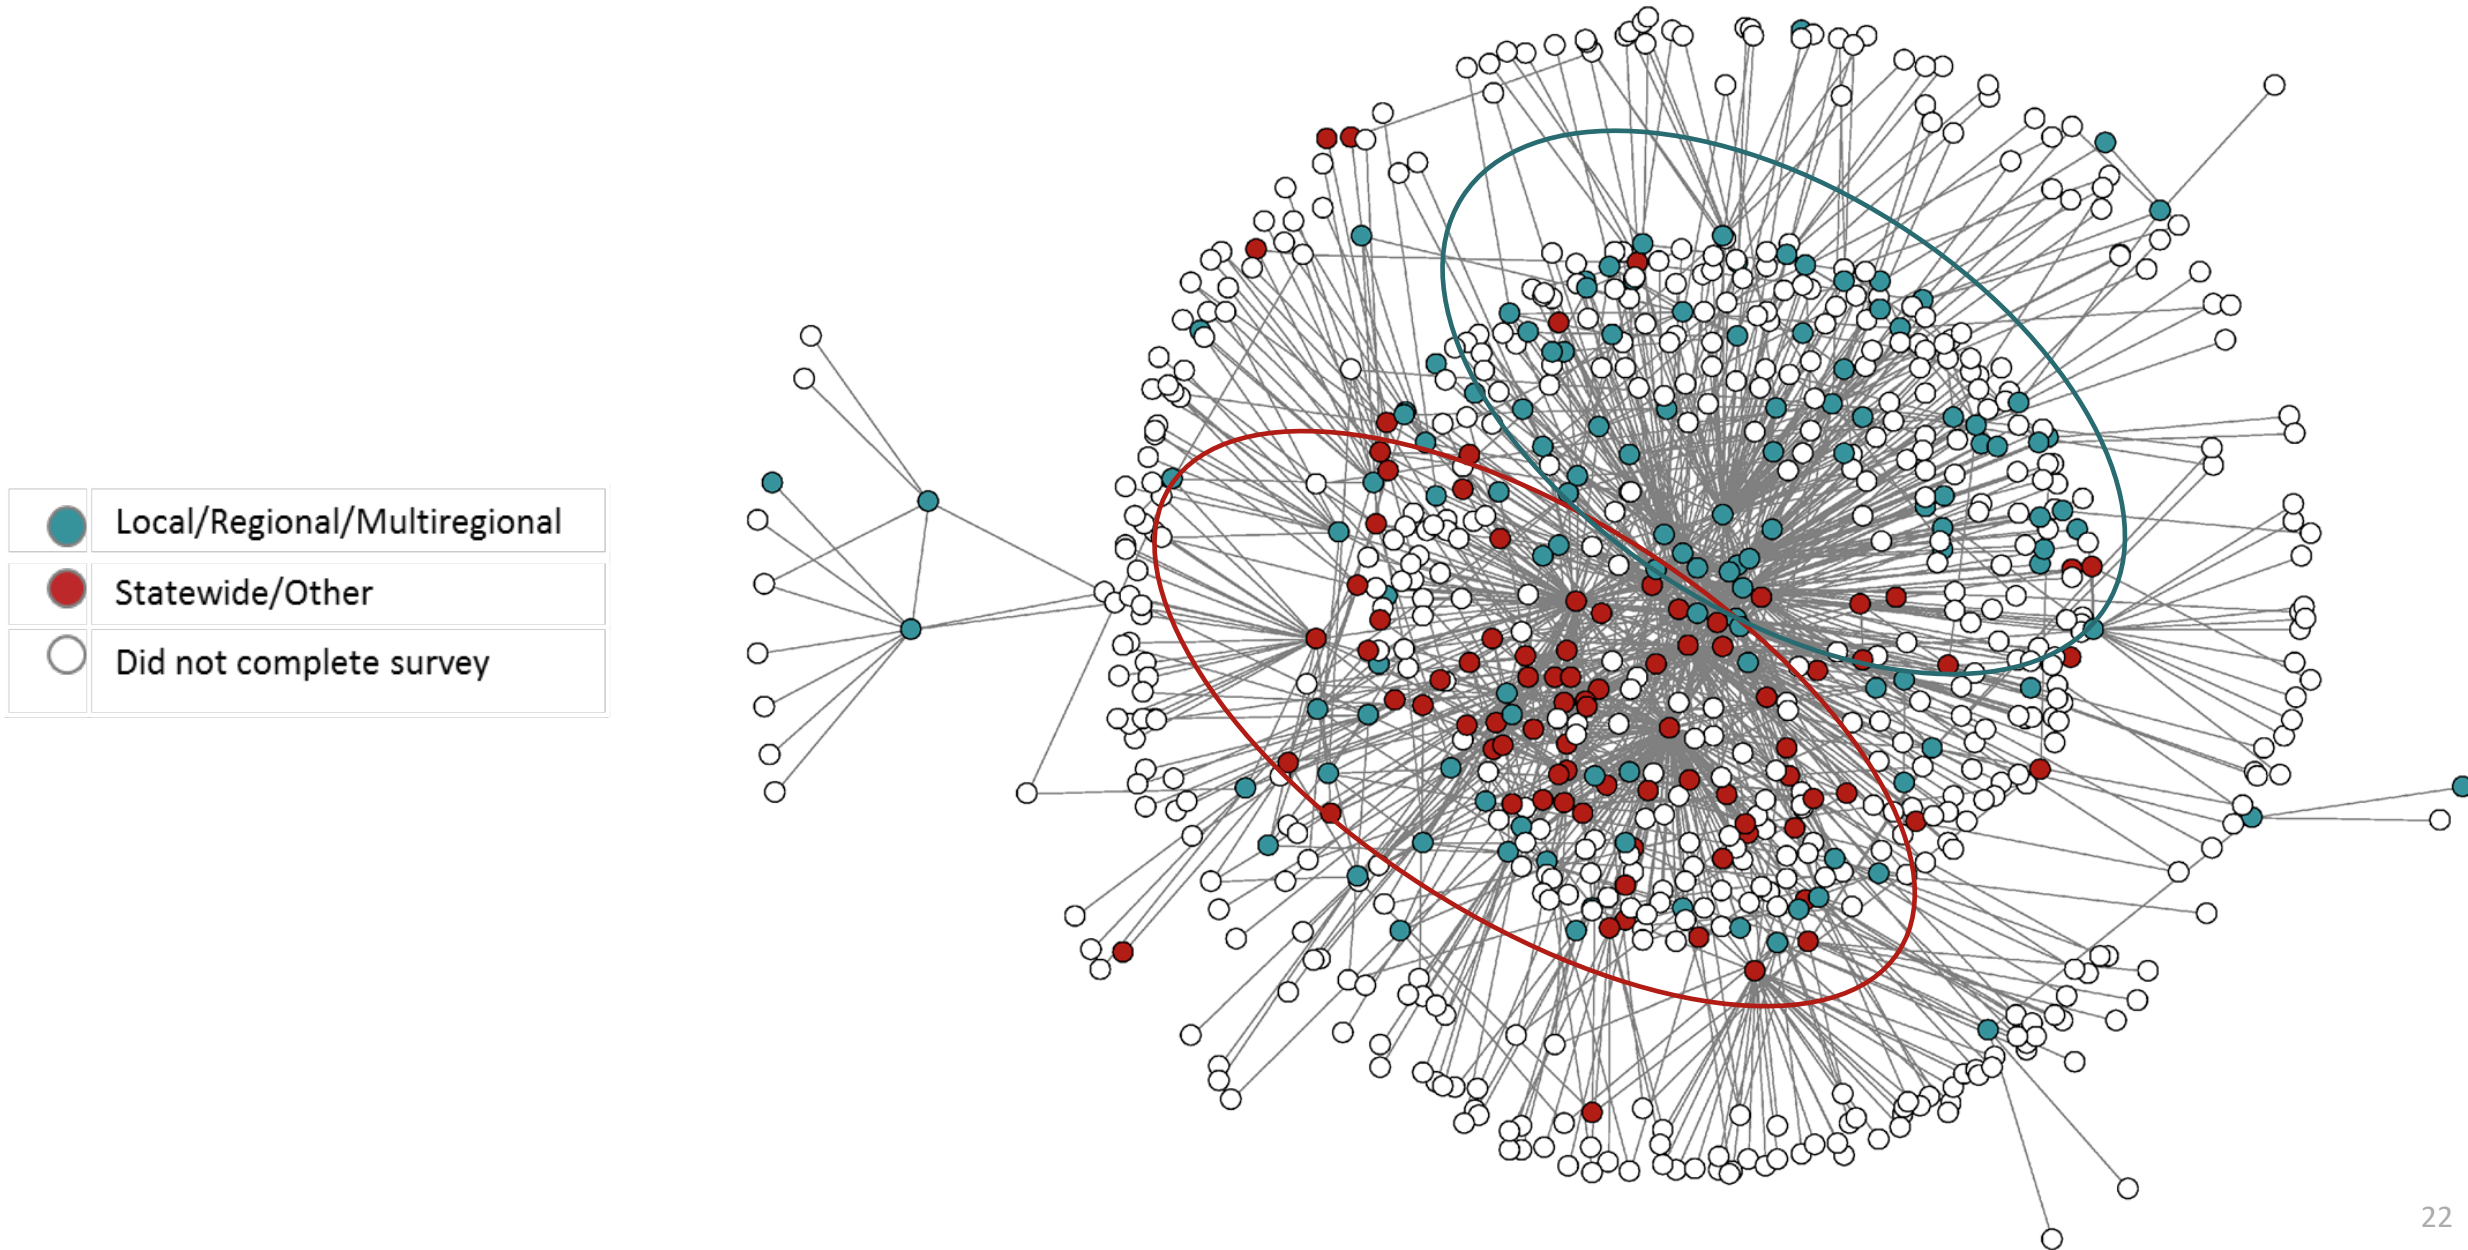 Local/Regional/Multiregional
Statewide/Other
Did not complete survey
22